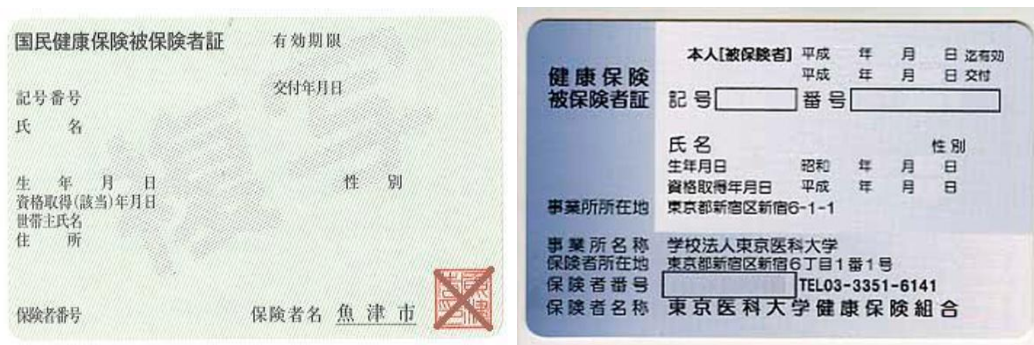 国民健康保険被保険者証
有効期限
交付年月日
記号番号
氏 名
生 年 月 日
性 別
資格取得(該当)年月日
世帯主氏名
住 所
保険者番号
保険者名 魚津市
複写
健康保険
被保険者証
本人[被保険者] 平成 年 月 日 迄有効
平成 年 月 日 交付
記号 番号
氏名 性別
生年月日 昭和 年 月 日
資格取得年月日 平成 年 月 日
事業所所在地 東京都新宿区新宿6-1-1
事業所名称 学校法人東京医科大学
保険者所在地 東京都新宿区新宿6丁目1番1号
保険者番号 TEL03-3351-6141
保険者名称 東京医科大学健康保険組合